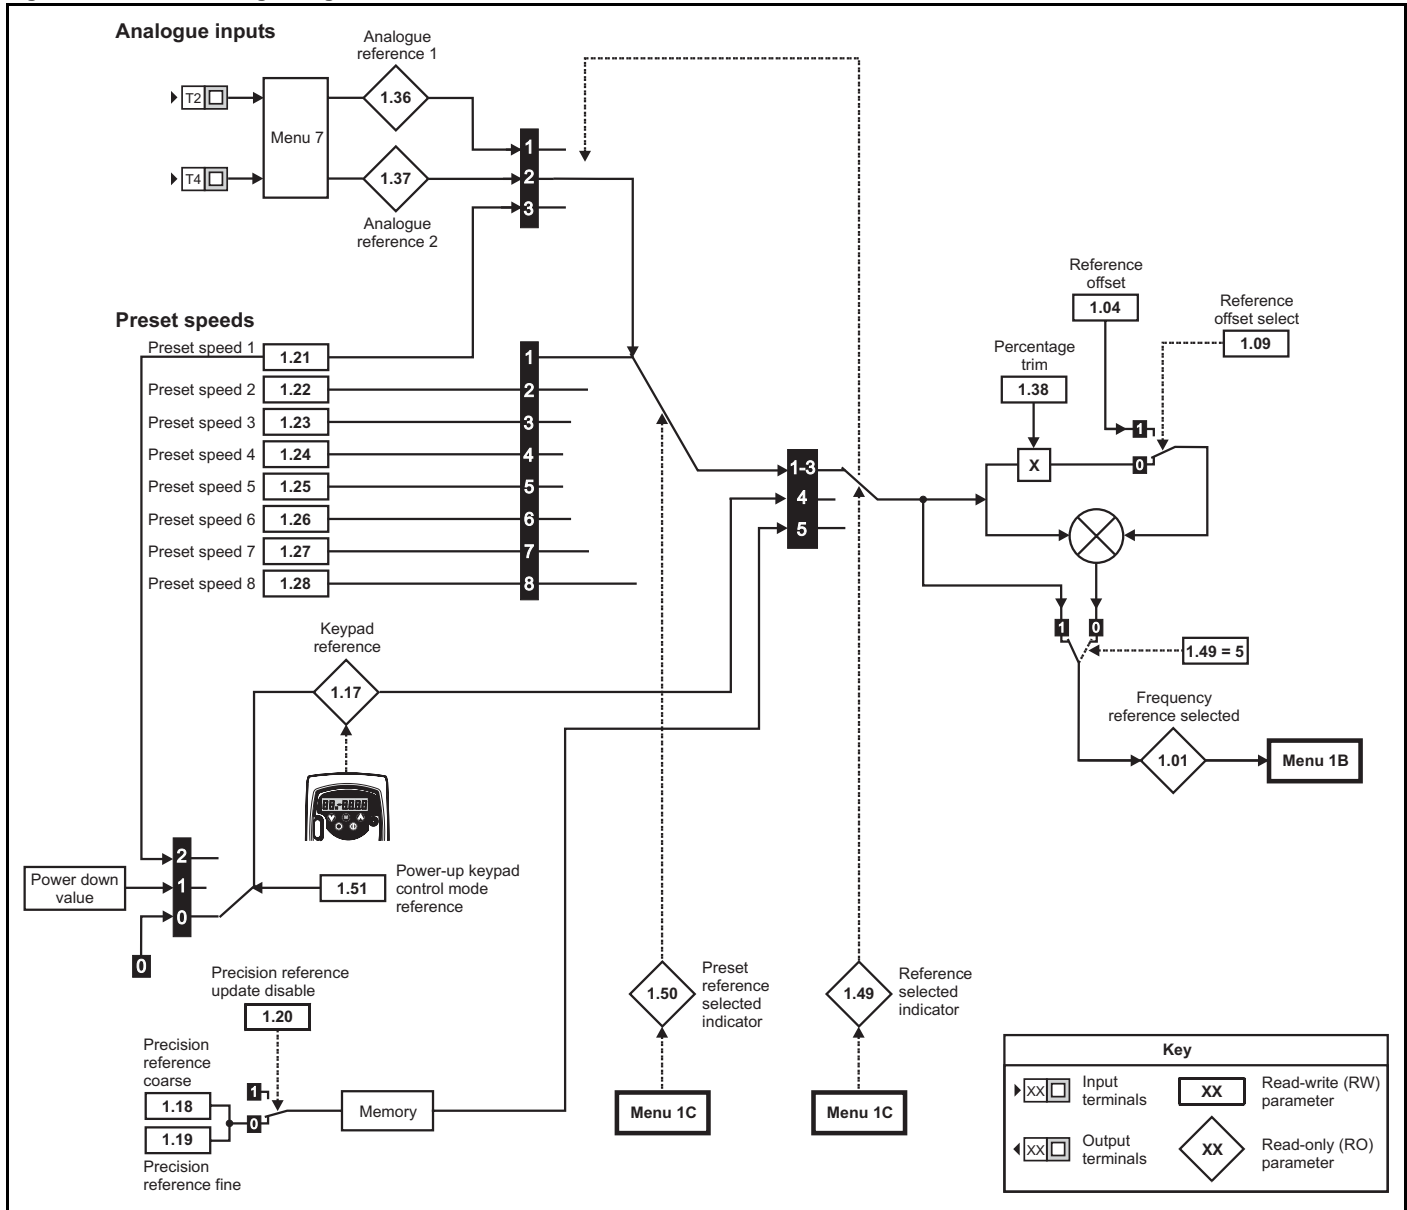 Analogue inputs
Analogue
reference 1
T2
1.36
Menu 7
1
T4
1.37
2
3
Analogue
reference 2
Reference
offset
1.04
Reference
offset select
1.09
Percentage
trim
1.38
1
X
0
Preset speeds
Preset speed 1
1.21
1
Preset speed 2
1.22
2
Preset speed 3
1.23
3
Preset speed 4
1.24
4
Preset speed 5
1.25
5
Preset speed 6
1.26
6
Preset speed 7
1.27
7
Preset speed 8
1.28
8
1-3
4
5
1
0
1.49 = 5
Keypad
reference
1.17
Frequency
reference selected
1.01
Menu 1B
2
Power down
value
1
0
0
1.51
Power-up keypad
control mode
reference
Precision reference
update disable
1.20
Precision
reference
coarse
1.18
1.19
Precision
reference fine
1
0
Memory
1.50
Preset
reference
selected
indicator
Menu 1C
1.49
Reference
selected
indicator
Menu 1C
Key
XX
Input
terminals
XX
Read-write (RW)
parameter
XX
Output
terminals
XX
Read-only (RO)
parameter